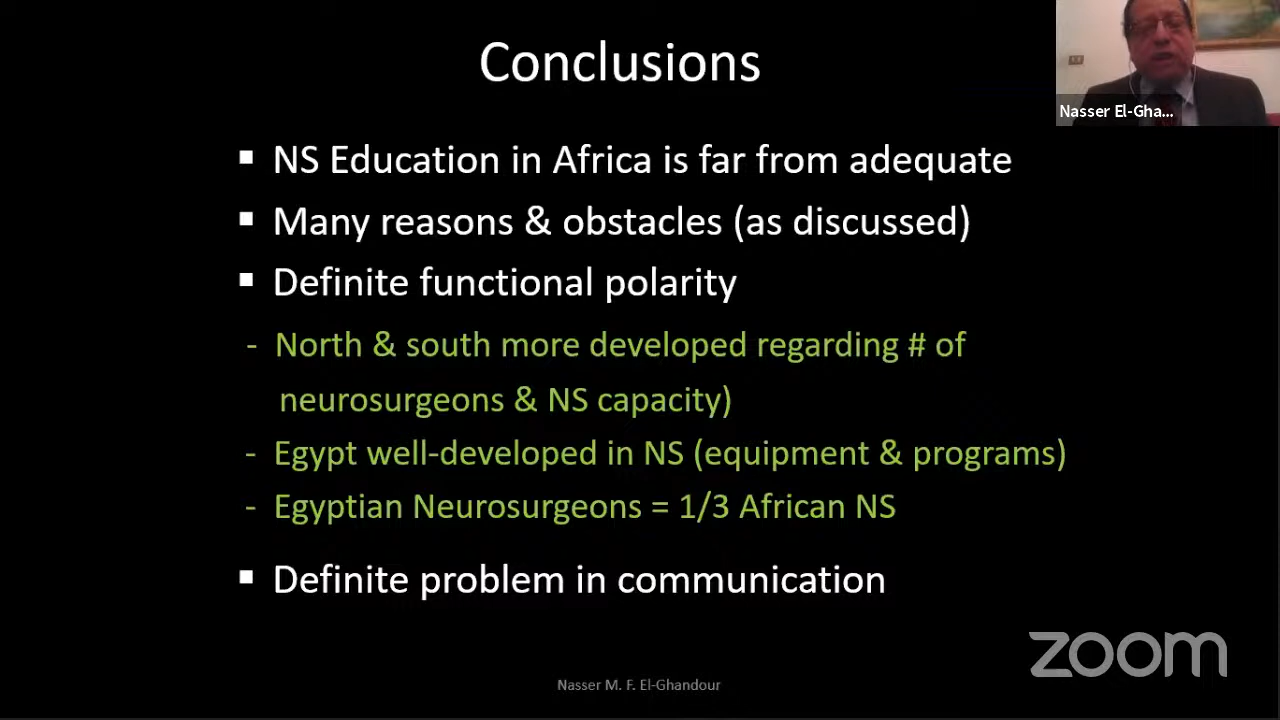 Conclusions
Nasser El-Gha...
▪ NS Education in Africa is far from adequate
▪ Many reasons & obstacles (as discussed)
▪ Definite functional polarity
- North & south more developed regarding # of
neurosurgeons & NS capacity)
- Egypt well-developed in NS (equipment & programs)
- Egyptian Neurosurgeons = 1/3 African NS
▪ Definite problem in communication
zoom
Nasser M. F. El-Ghandour